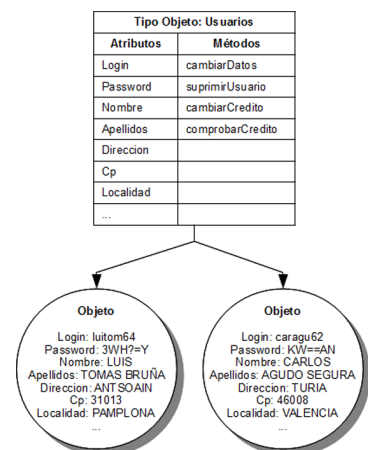 Tipo Objeto: Usuarios
Atributos Métodos
Login cambiarDatos
Password suprimirUsuario
Nombre cambiarCredito
Apellidos comprobarCredito
Direccion
Cp
Localidad
...
Objeto
Login: luitom64
Password: 3WH?=Y
Nombre: LUIS
Apellidos: TOMAS BRUÑA
Direccion: ANTSOAIN
Cp: 31013
Localidad: PAMPLONA
...
Objeto
Login: caragu62
Password: KW==AN
Nombre: CARLOS
Apellidos: AGUDO SEGURA
Direccion: TURIA
Cp: 46008
Localidad: VALENCIA
...